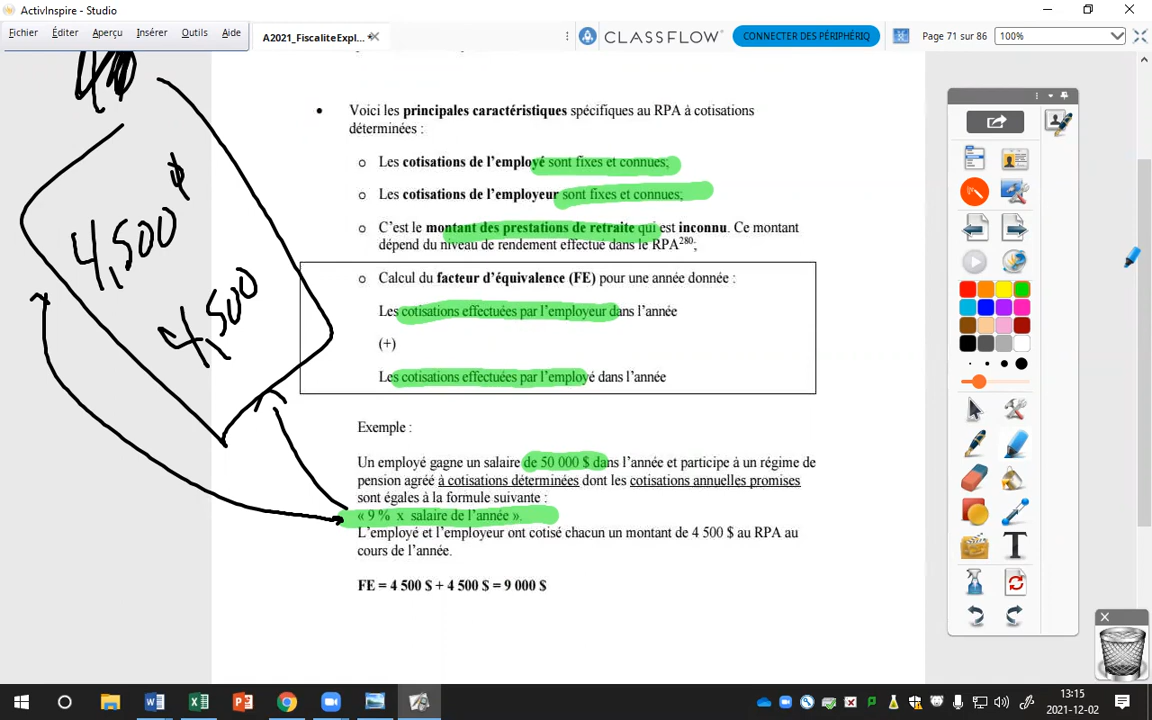 ActivInspire - Studio
Fichier Éditer Aperçu Insérer Outils Aide
A2021_FiscaliteExpl...
CLASSFLOW
CONNECTER DES PÉRIPHÉRIQ
Page 71 sur 86
100%
4,500 $
4,500
• Voici les principales caractéristiques spécifiques au RPA à cotisations
déterminées :
o Les cotisations de l'employé sont fixes et connues;
o Les cotisations de l'employeur sont fixes et connues;
o C'est le montant des prestations de retraite qui est inconnu. Ce montant
dépend du niveau de rendement effectué dans le RPA280;
o Calcul du facteur d'équivalence (FE) pour une année donnée :
Les cotisations effectuées par l'employeur dans l'année
(+)
Les cotisations effectuées par l'employé dans l'année
Exemple :
Un employé gagne un salaire de 50 000 $ dans l'année et participe à un régime de
pension agréé à cotisations déterminées dont les cotisations annuelles promises
sont égales à la formule suivante :
« 9 % x salaire de l'année ».
L'employé et l'employeur ont cotisé chacun un montant de 4 500 $ au RPA au
cours de l'année.
FE = 4 500 $ + 4 500 $ = 9 000 $
13:15
2021-12-02